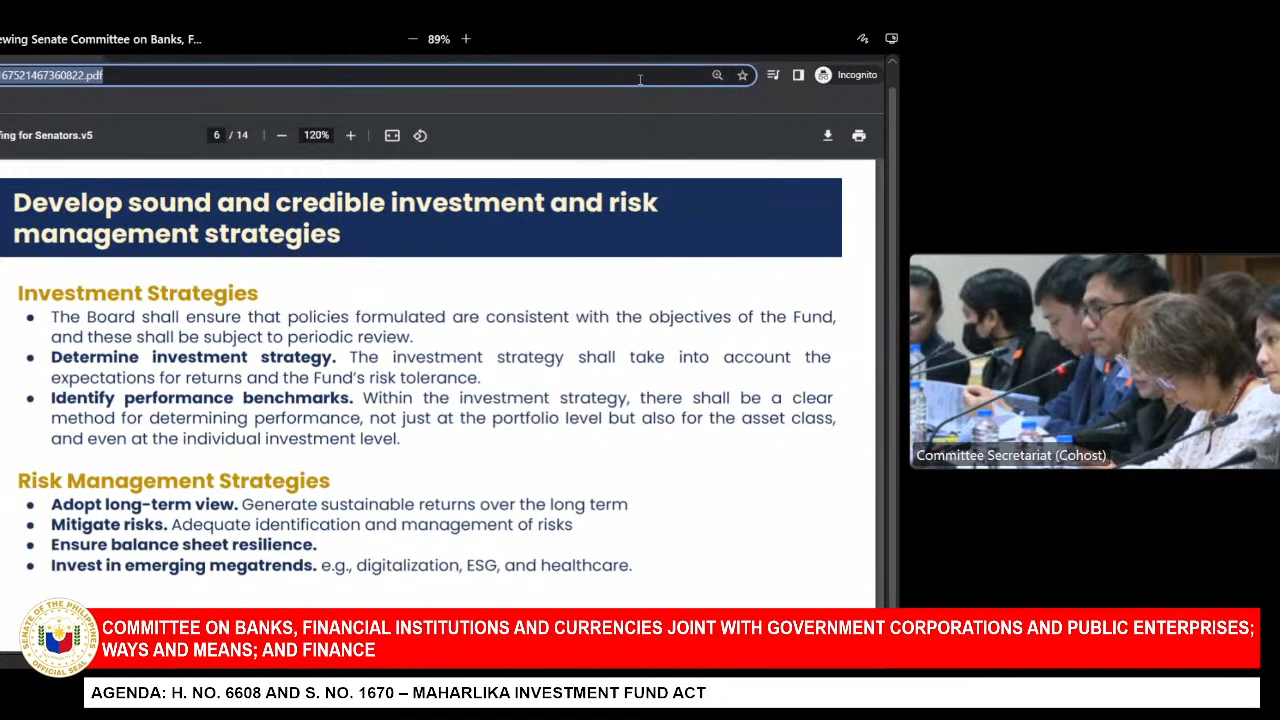 ewing Senate Committee on Banks, F...
89%
67521467360822.pdf
Incognito
fing for Senators.v5
6 / 14
120%
Develop sound and credible investment and risk
management strategies
Investment Strategies
● The Board shall ensure that policies formulated are consistent with the objectives of the Fund,
and these shall be subject to periodic review.
● Determine investment strategy. The investment strategy shall take into account the
expectations for returns and the Fund's risk tolerance.
● Identify performance benchmarks. Within the investment strategy, there shall be a clear
method for determining performance, not just at the portfolio level but also for the asset class,
and even at the individual investment level.
Risk Management Strategies
● Adopt long-term view. Generate sustainable returns over the long term
● Mitigate risks. Adequate identification and management of risks
● Ensure balance sheet resilience.
● Invest in emerging megatrends. e.g., digitalization, ESG, and healthcare.
Committee Secretariat (Cohost)
SENATE OF THE PHILIPPINES
OFFICIAL SEAL
COMMITTEE ON BANKS, FINANCIAL INSTITUTIONS AND CURRENCIES JOINT WITH GOVERNMENT CORPORATIONS AND PUBLIC ENTERPRISES;
WAYS AND MEANS; AND FINANCE
AGENDA: H. NO. 6608 AND S. NO. 1670 – MAHARLIKA INVESTMENT FUND ACT